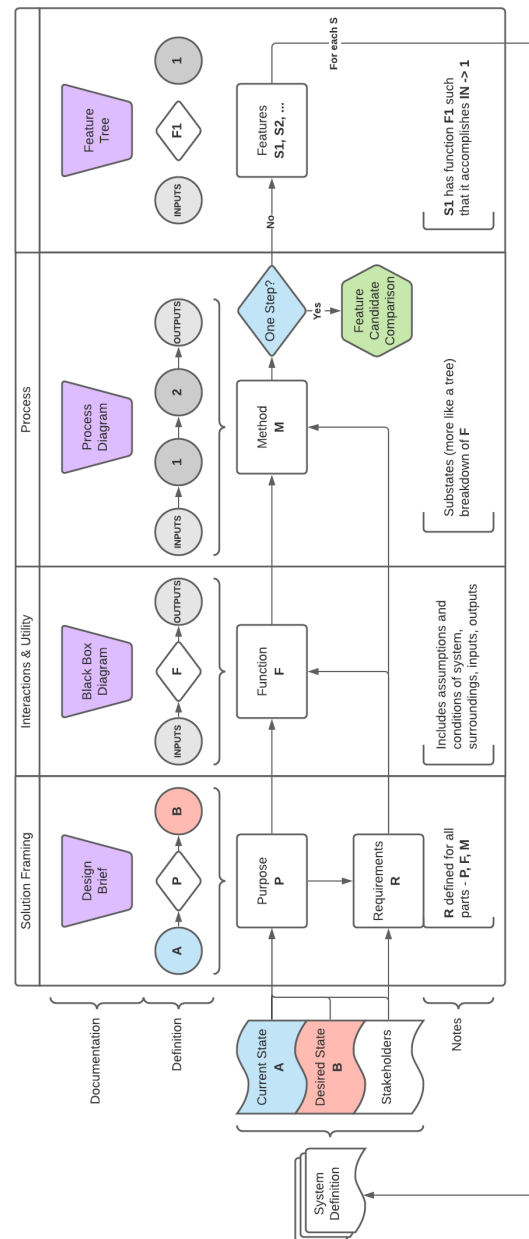 Solution Framing
Interactions & Utility
Process
Documentation
Design
Brief
Black Box
Diagram
Process
Diagram
Feature
Tree
Definition
A
P
B
INPUTS
F
OUTPUTS
INPUTS
1
2
OUTPUTS
INPUTS
F1
1
System
Definition
Current State
A
Desired State
B
Stakeholders
Purpose
P
Requirements
R
Function
F
Method
M
One Step?
No
Yes
Feature
Candidate
Comparison
Features
S1, S2, ...
For each S
Notes
R defined for all
parts - P, F, M
Includes assumptions and
conditions of system,
surroundings, inputs, outputs
Substates (more like a tree)
breakdown of F
S1 has function F1 such
that it accomplishes IN -> 1